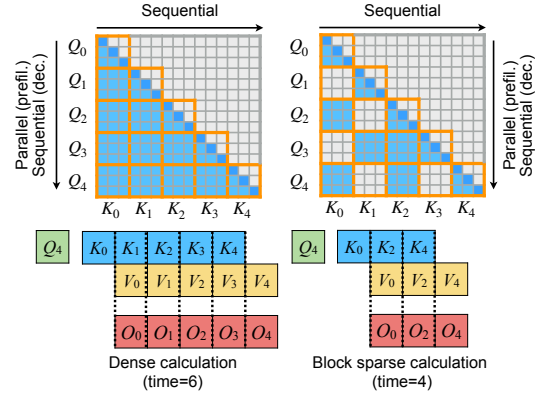 Sequential
Sequential
Parallel (prefil.)
Sequential (dec.)
Q0
Q1
Q2
Q3
Q4
K0 K1 K2 K3 K4
Q0
Q1
Q2
Q3
Q4
K0 K1 K2 K3 K4
Parallel (prefil.)
Sequential (dec.)
Q4 K0 K1 K2 K3 K4
V0 V1 V2 V3 V4
O0 O1 O2 O3 O4
Dense calculation
(time=6)
Q4 K0 K2 K4
V0 V2 V4
O0 O2 O4
Block sparse calculation
(time=4)